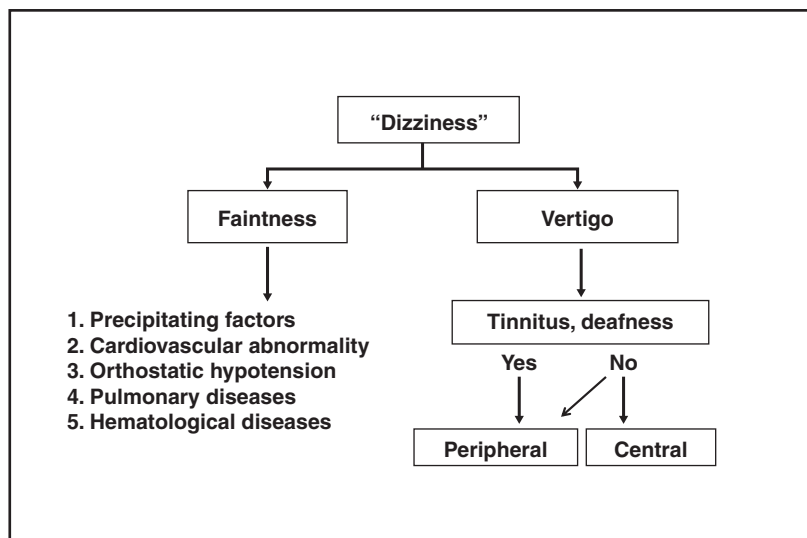 “Dizziness”
Faintness
Vertigo
1. Precipitating factors
2. Cardiovascular abnormality
3. Orthostatic hypotension
4. Pulmonary diseases
5. Hematological diseases
Tinnitus, deafness
Yes
No
Peripheral
Central